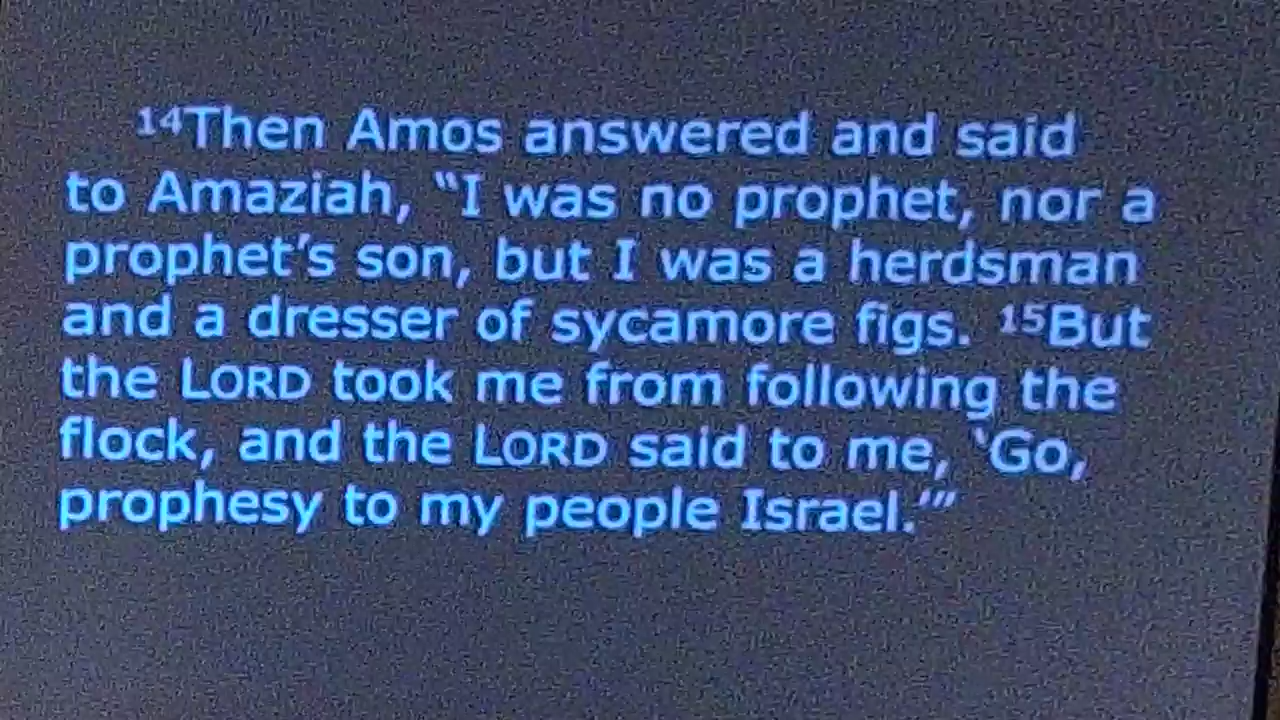 ¹⁴Then Amos answered and said
to Amaziah, “I was no prophet, nor a
prophet’s son, but I was a herdsman
and a dresser of sycamore figs. ¹⁵But
the LORD took me from following the
flock, and the LORD said to me, ‘Go,
prophesy to my people Israel.’”